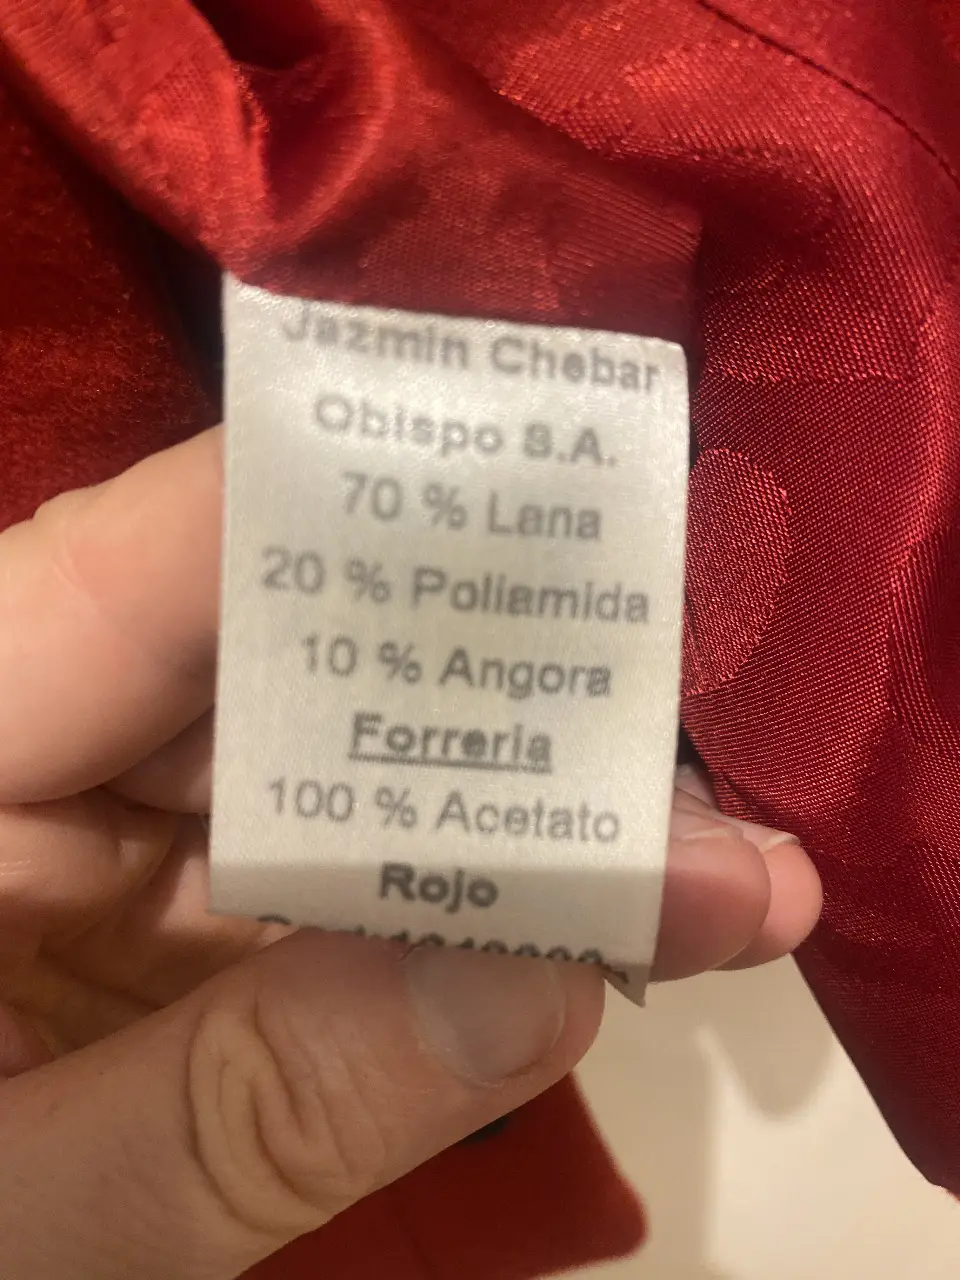 Jazmin Chebar
Obispo S.A.
70 % Lana
20 % Poliamida
10 % Angora
Forreria
100 % Acetato
Rojo